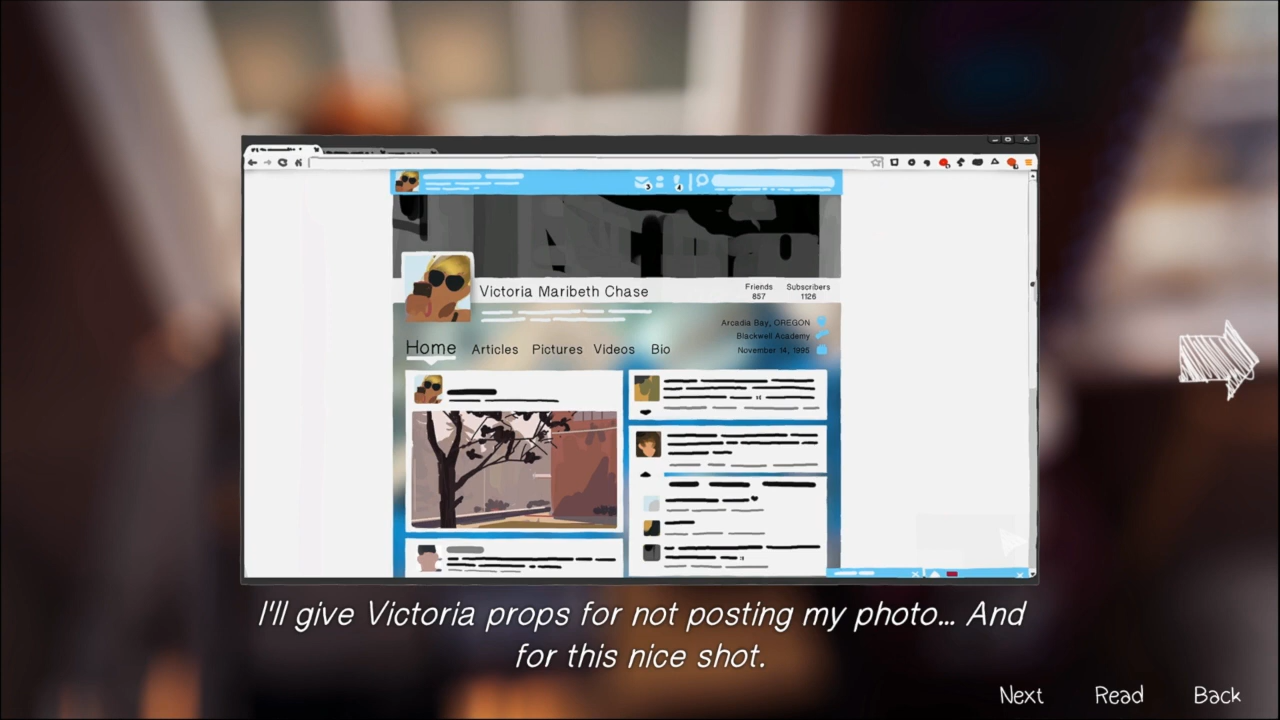 Victoria Maribeth Chase
Friends
857
Subscribers
1126
Arcadia Bay, OREGON
Blackwell Academy
November 14, 1995
Home Articles Pictures Videos Bio
I'll give Victoria props for not posting my photo... And
for this nice shot.
Next Read Back